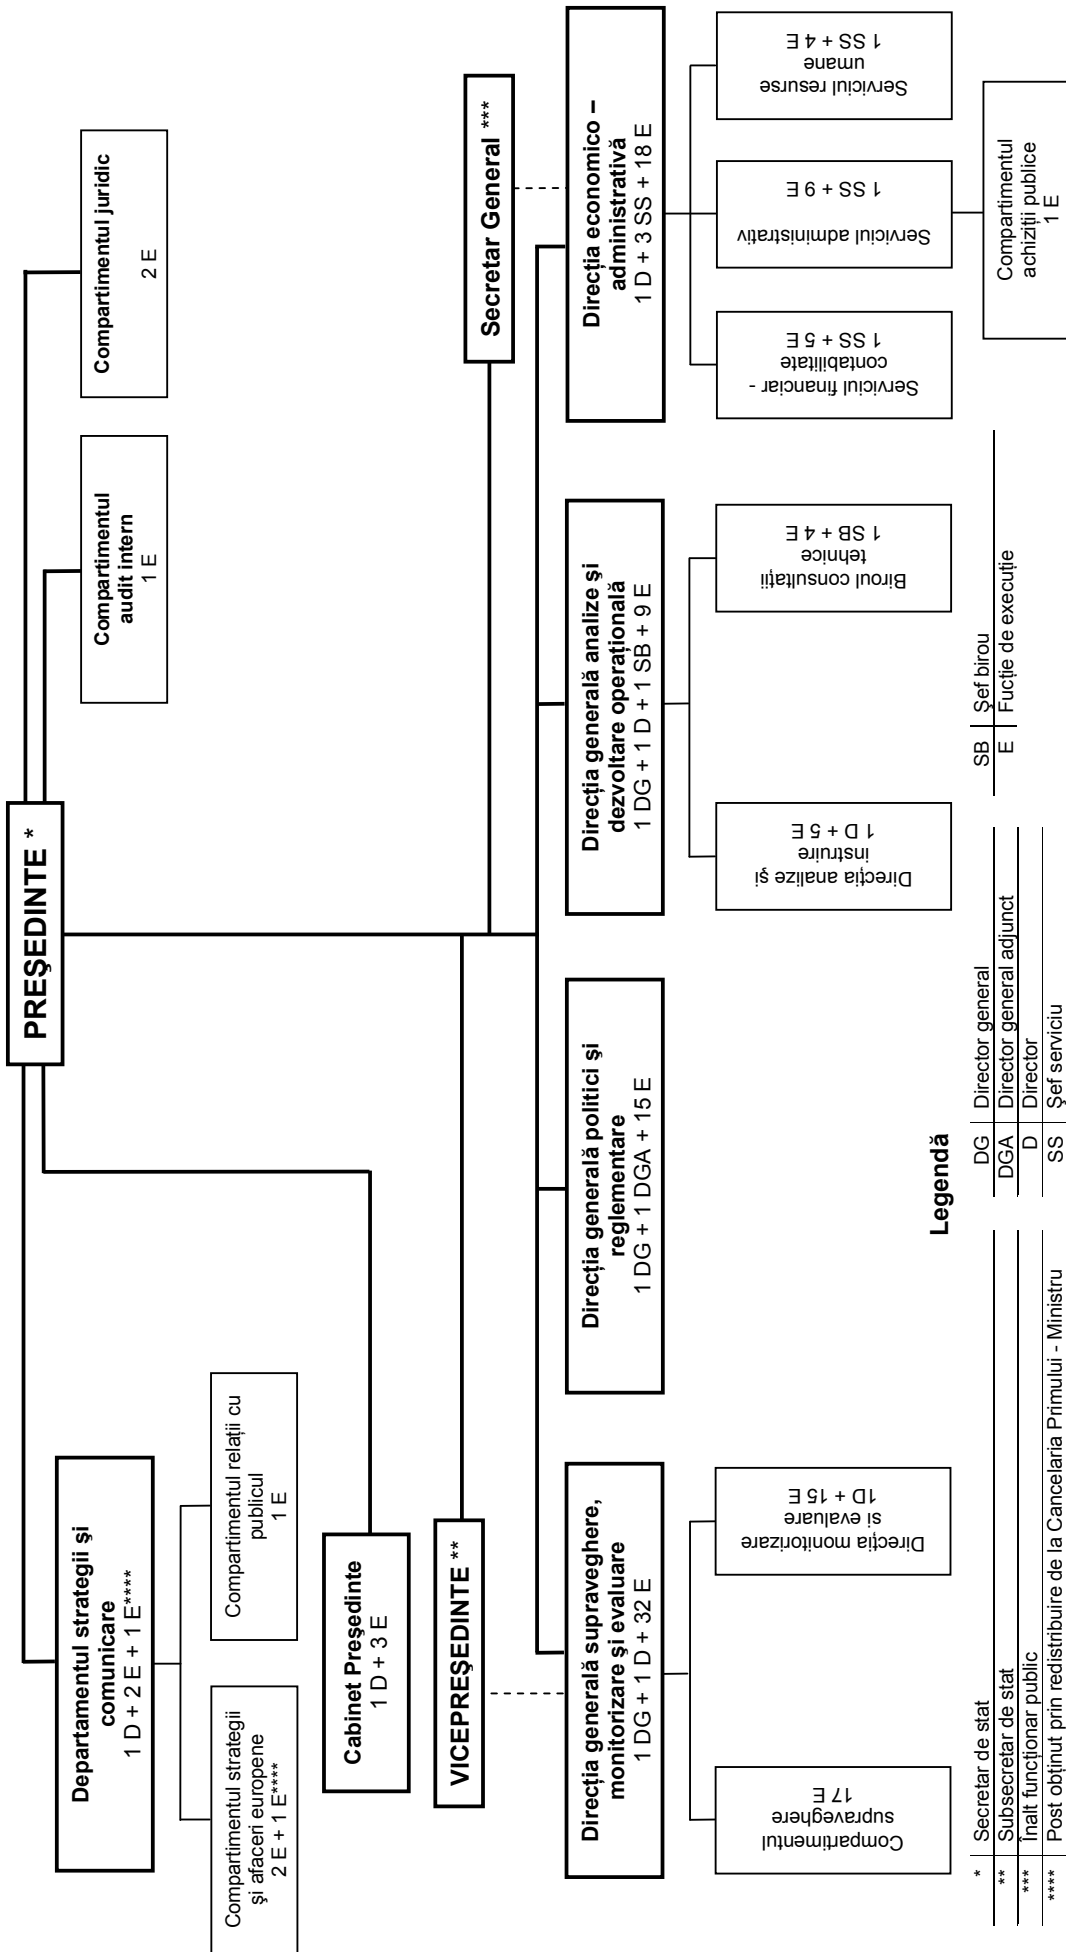 PREŞEDINTE *
Departamentul strategii şi
comunicare
1 D + 2 E + 1 E****
Compartimentul strategii
şi afaceri europene
2 E + 1 E****
Compartimentul relaţii cu
publicul
1 E
Cabinet Preşedinte
1 D + 3 E
Compartimentul
audit intern
1 E
Compartimentul juridic
2 E
VICEPREŞEDINTE **
Secretar General ***
Direcţia generală supraveghere,
monitorizare şi evaluare
1 DG + 1 D + 32 E
Direcţia generală politici şi
reglementare
1 DG + 1 DGA + 15 E
Direcţia generală analize şi
dezvoltare operaţională
1 DG + 1 D + 1 SB + 9 E
Direcţia economico –
administrativă
1 D + 3 SS + 18 E
Compartimentul
supraveghere
17 E
Direcţia monitorizare
si evaluare
1D + 15 E
Direcţia analize şi
instruire
1 D + 5 E
Biroul consultaţii
tehnice
1 SB + 4 E
Serviciul financiar -
contabilitate
1 SS + 5 E
Serviciul administrativ
1 SS + 9 E
Serviciul resurse
umane
1 SS + 4 E
Compartimentul
achiziţii publice
1 E
Legendă
* Secretar de stat
** Subsecretar de stat
*** Înalt funcţionar public
**** Post obţinut prin redistribuire de la Cancelaria Primului - Ministru
DG Director general
DGA Director general adjunct
D Director
SS Şef serviciu
SB Şef birou
E Fucţie de execuţie